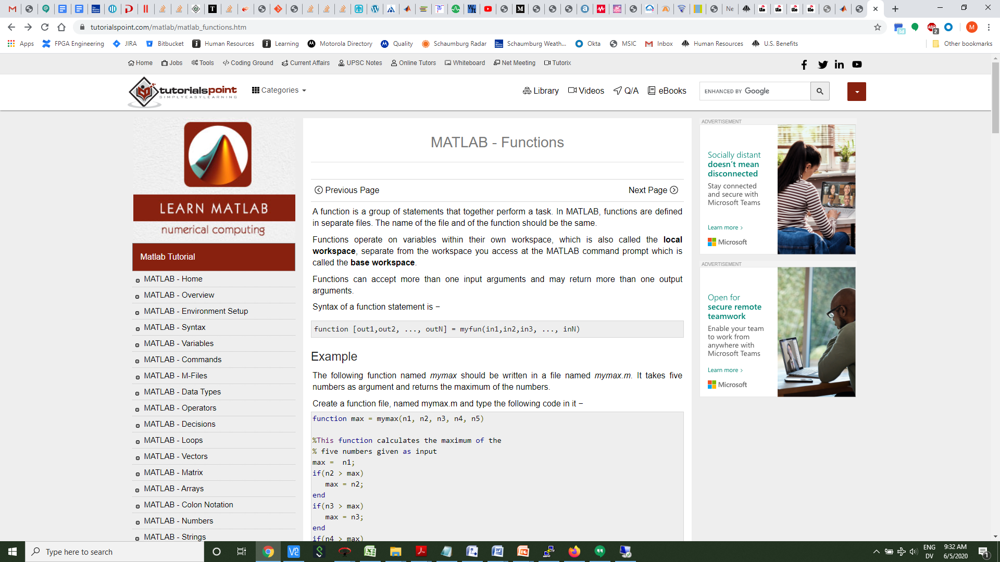 tutorialspoint.com/matlab/matlab_functions.htm
3d
2
M
Apps
FPGA Engineering
JIRA
Bitbucket
Human Resources
Learning
Motorola Directory
Quality
Schaumburg Radar
Schaumburg Weath...
Okta
MSIC
Inbox
Human Resources
U.S. Benefits
Other bookmarks
Home
Jobs
Tools
Coding Ground
Current Affairs
UPSC Notes
Online Tutors
Whiteboard
Net Meeting
Tutorix
tutorialspoint
SIMPLYEASYLEARNING
Categories
Library
Videos
Q/A
eBooks
ENHANCED BY Google
LEARN MATLAB
numerical computing
Matlab Tutorial
MATLAB - Home
MATLAB - Overview
MATLAB - Environment Setup
MATLAB - Syntax
MATLAB - Variables
MATLAB - Commands
MATLAB - M-Files
MATLAB - Data Types
MATLAB - Operators
MATLAB - Decisions
MATLAB - Loops
MATLAB - Vectors
MATLAB - Matrix
MATLAB - Arrays
MATLAB - Colon Notation
MATLAB - Numbers
MATLAB - Strings
MATLAB - Functions
Previous Page
Next Page
A function is a group of statements that together perform a task. In MATLAB, functions are defined
in separate files. The name of the file and of the function should be the same.
Functions operate on variables within their own workspace, which is also called the local
workspace, separate from the workspace you access at the MATLAB command prompt which is
called the base workspace.
Functions can accept more than one input arguments and may return more than one output
arguments.
Syntax of a function statement is −
function [out1,out2, ..., outN] = myfun(in1,in2,in3, ..., inN)
Example
The following function named mymax should be written in a file named mymax.m. It takes five
numbers as argument and returns the maximum of the numbers.
Create a function file, named mymax.m and type the following code in it −
function max = mymax(n1, n2, n3, n4, n5)
%This function calculates the maximum of the
% five numbers given as input
max =  n1;
if(n2 > max)
   max = n2;
end
if(n3 > max)
   max = n3;
end
if(n4 > max)
ADVERTISEMENT
Socially distant
doesn't mean
disconnected
Stay connected
and secure with
Microsoft Teams
Learn more >
Microsoft
ADVERTISEMENT
Open for
secure remote
teamwork
Enable your team
to work from
anywhere with
Microsoft Teams
Learn more >
Microsoft
Type here to search
ENG
DV
9:32 AM
6/5/2020
1